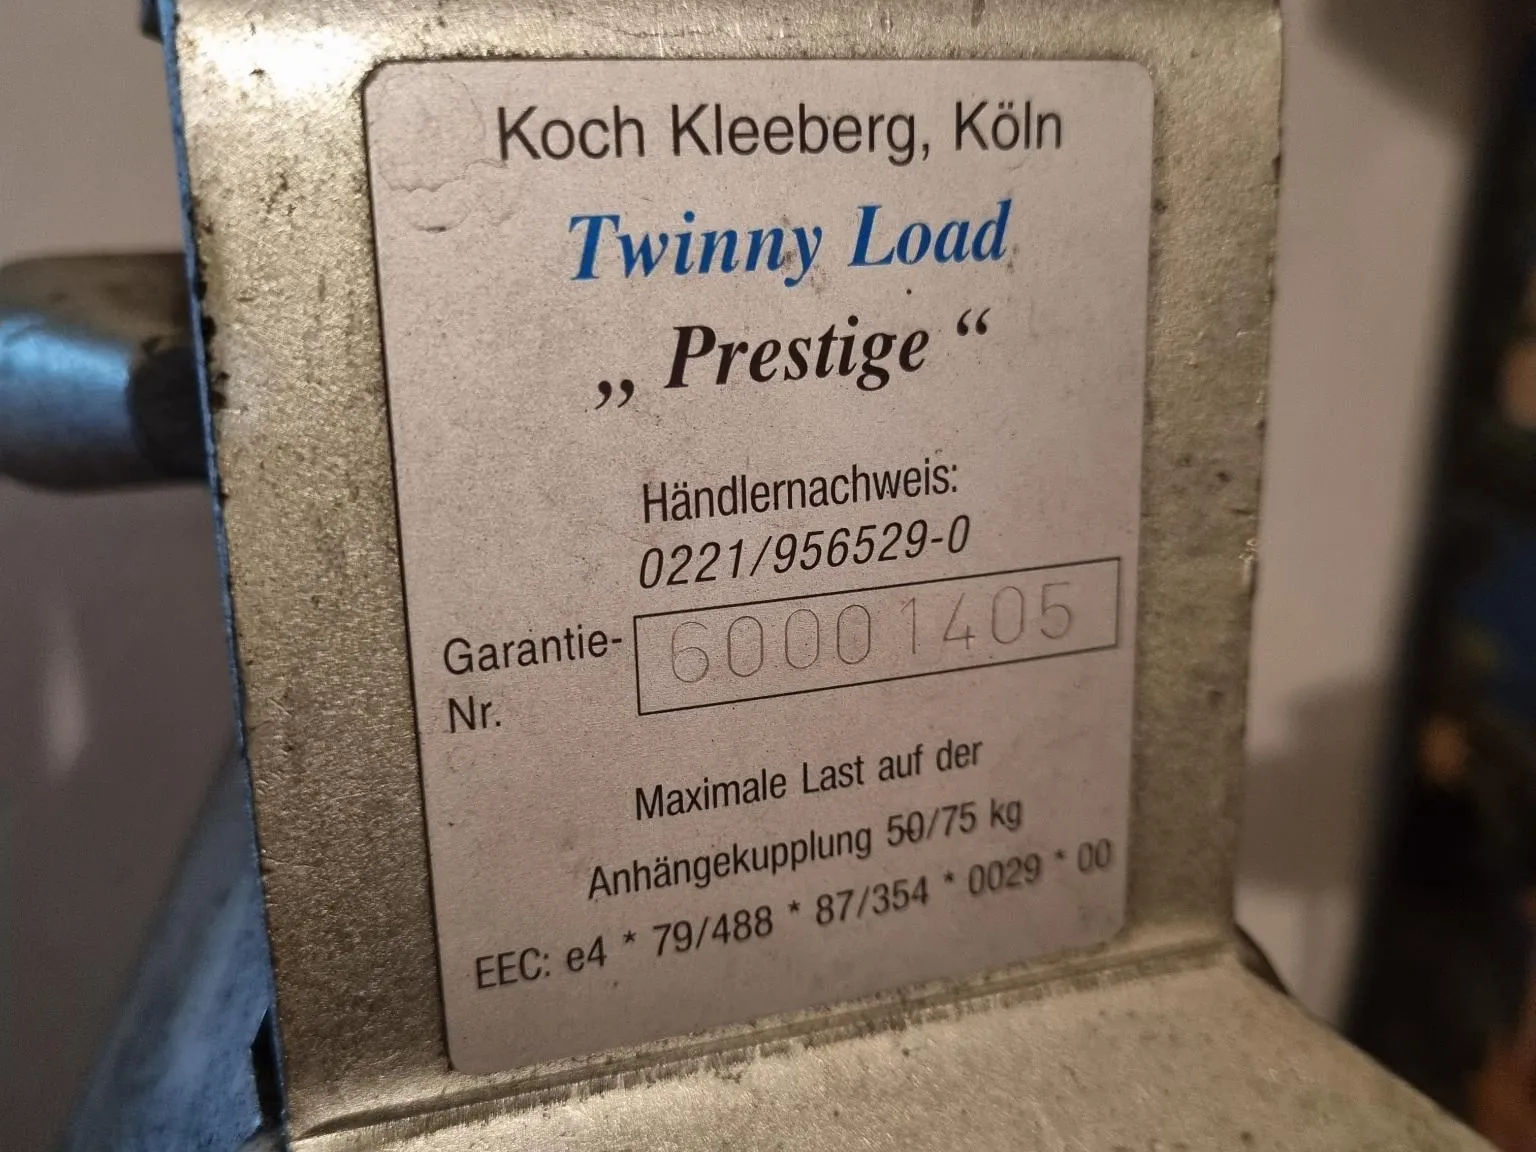 Koch Kleeberg, Köln
Twinny Load
„ Prestige “
Händlernachweis:
0221/956529-0
Garantie- 60001405
Nr.
Maximale Last auf der
Anhängekupplung 50/75 kg
EEC: e4 * 79/488 * 87/354 * 0029 * 00